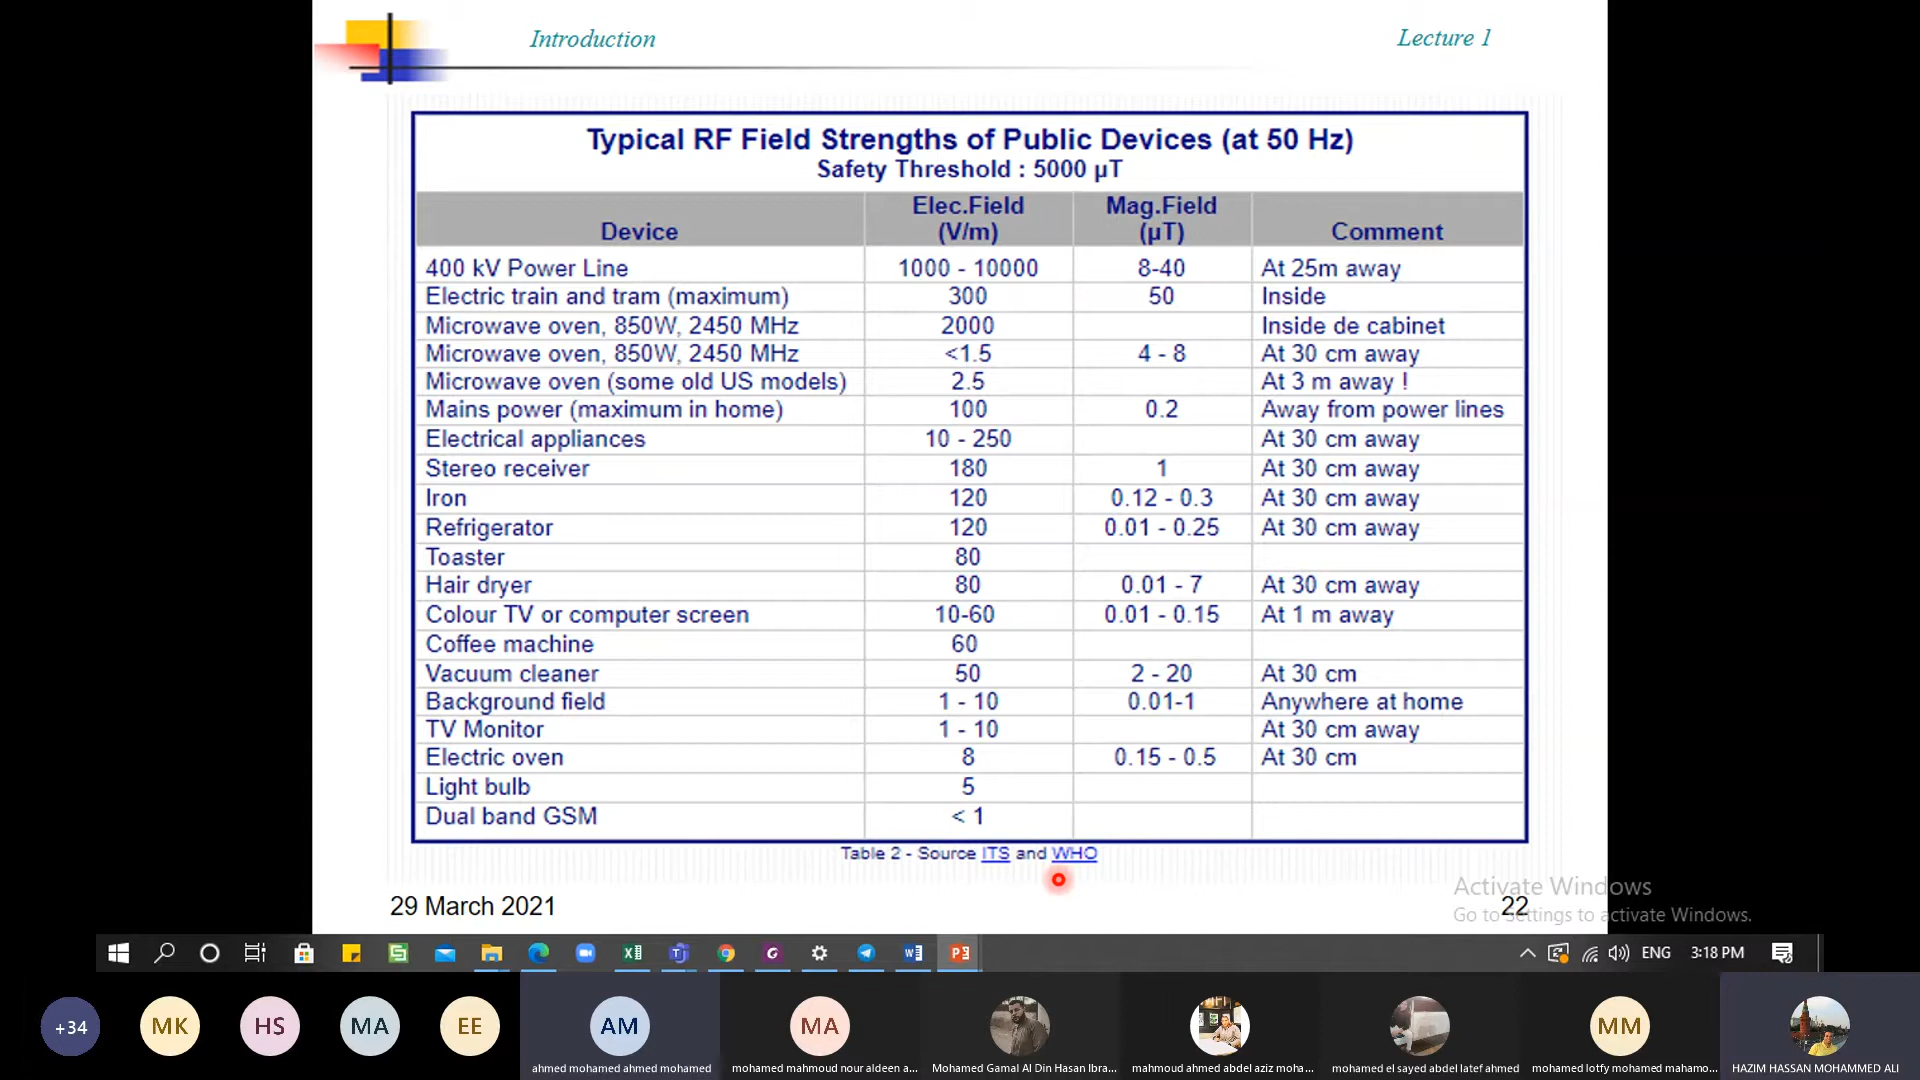 Introduction
Lecture 1
Typical RF Field Strengths of Public Devices (at 50 Hz)
Safety Threshold : 5000 µT
Device Elec.Field (V/m) Mag.Field (µT) Comment
400 kV Power Line 1000 - 10000 8-40 At 25m away
Electric train and tram (maximum) 300 50 Inside
Microwave oven, 850W, 2450 MHz 2000 Inside de cabinet
Microwave oven, 850W, 2450 MHz <1.5 4 - 8 At 30 cm away
Microwave oven (some old US models) 2.5 At 3 m away !
Mains power (maximum in home) 100 0.2 Away from power lines
Electrical appliances 10 - 250 At 30 cm away
Stereo receiver 180 1 At 30 cm away
Iron 120 0.12 - 0.3 At 30 cm away
Refrigerator 120 0.01 - 0.25 At 30 cm away
Toaster 80
Hair dryer 80 0.01 - 7 At 30 cm away
Colour TV or computer screen 10-60 0.01 - 0.15 At 1 m away
Coffee machine 60
Vacuum cleaner 50 2 - 20 At 30 cm
Background field 1 - 10 0.01-1 Anywhere at home
TV Monitor 1 - 10 At 30 cm away
Electric oven 8 0.15 - 0.5 At 30 cm
Light bulb 5
Dual band GSM < 1
Table 2 - Source ITS and WHO
29 March 2021
22
Activate Windows
Go to Settings to activate Windows.
ENG 3:18 PM
+34 MK HS MA EE AM MA MM
ahmed mohamed ahmed mohamed
mohamed mahmoud nour aldeen a...
Mohamed Gamal Al Din Hasan Ibra...
mahmoud ahmed abdel aziz moha...
mohamed el sayed abdel latef ahmed
mohamed lotfy mohamed mahamo...
HAZIM HASSAN MOHAMMED ALI